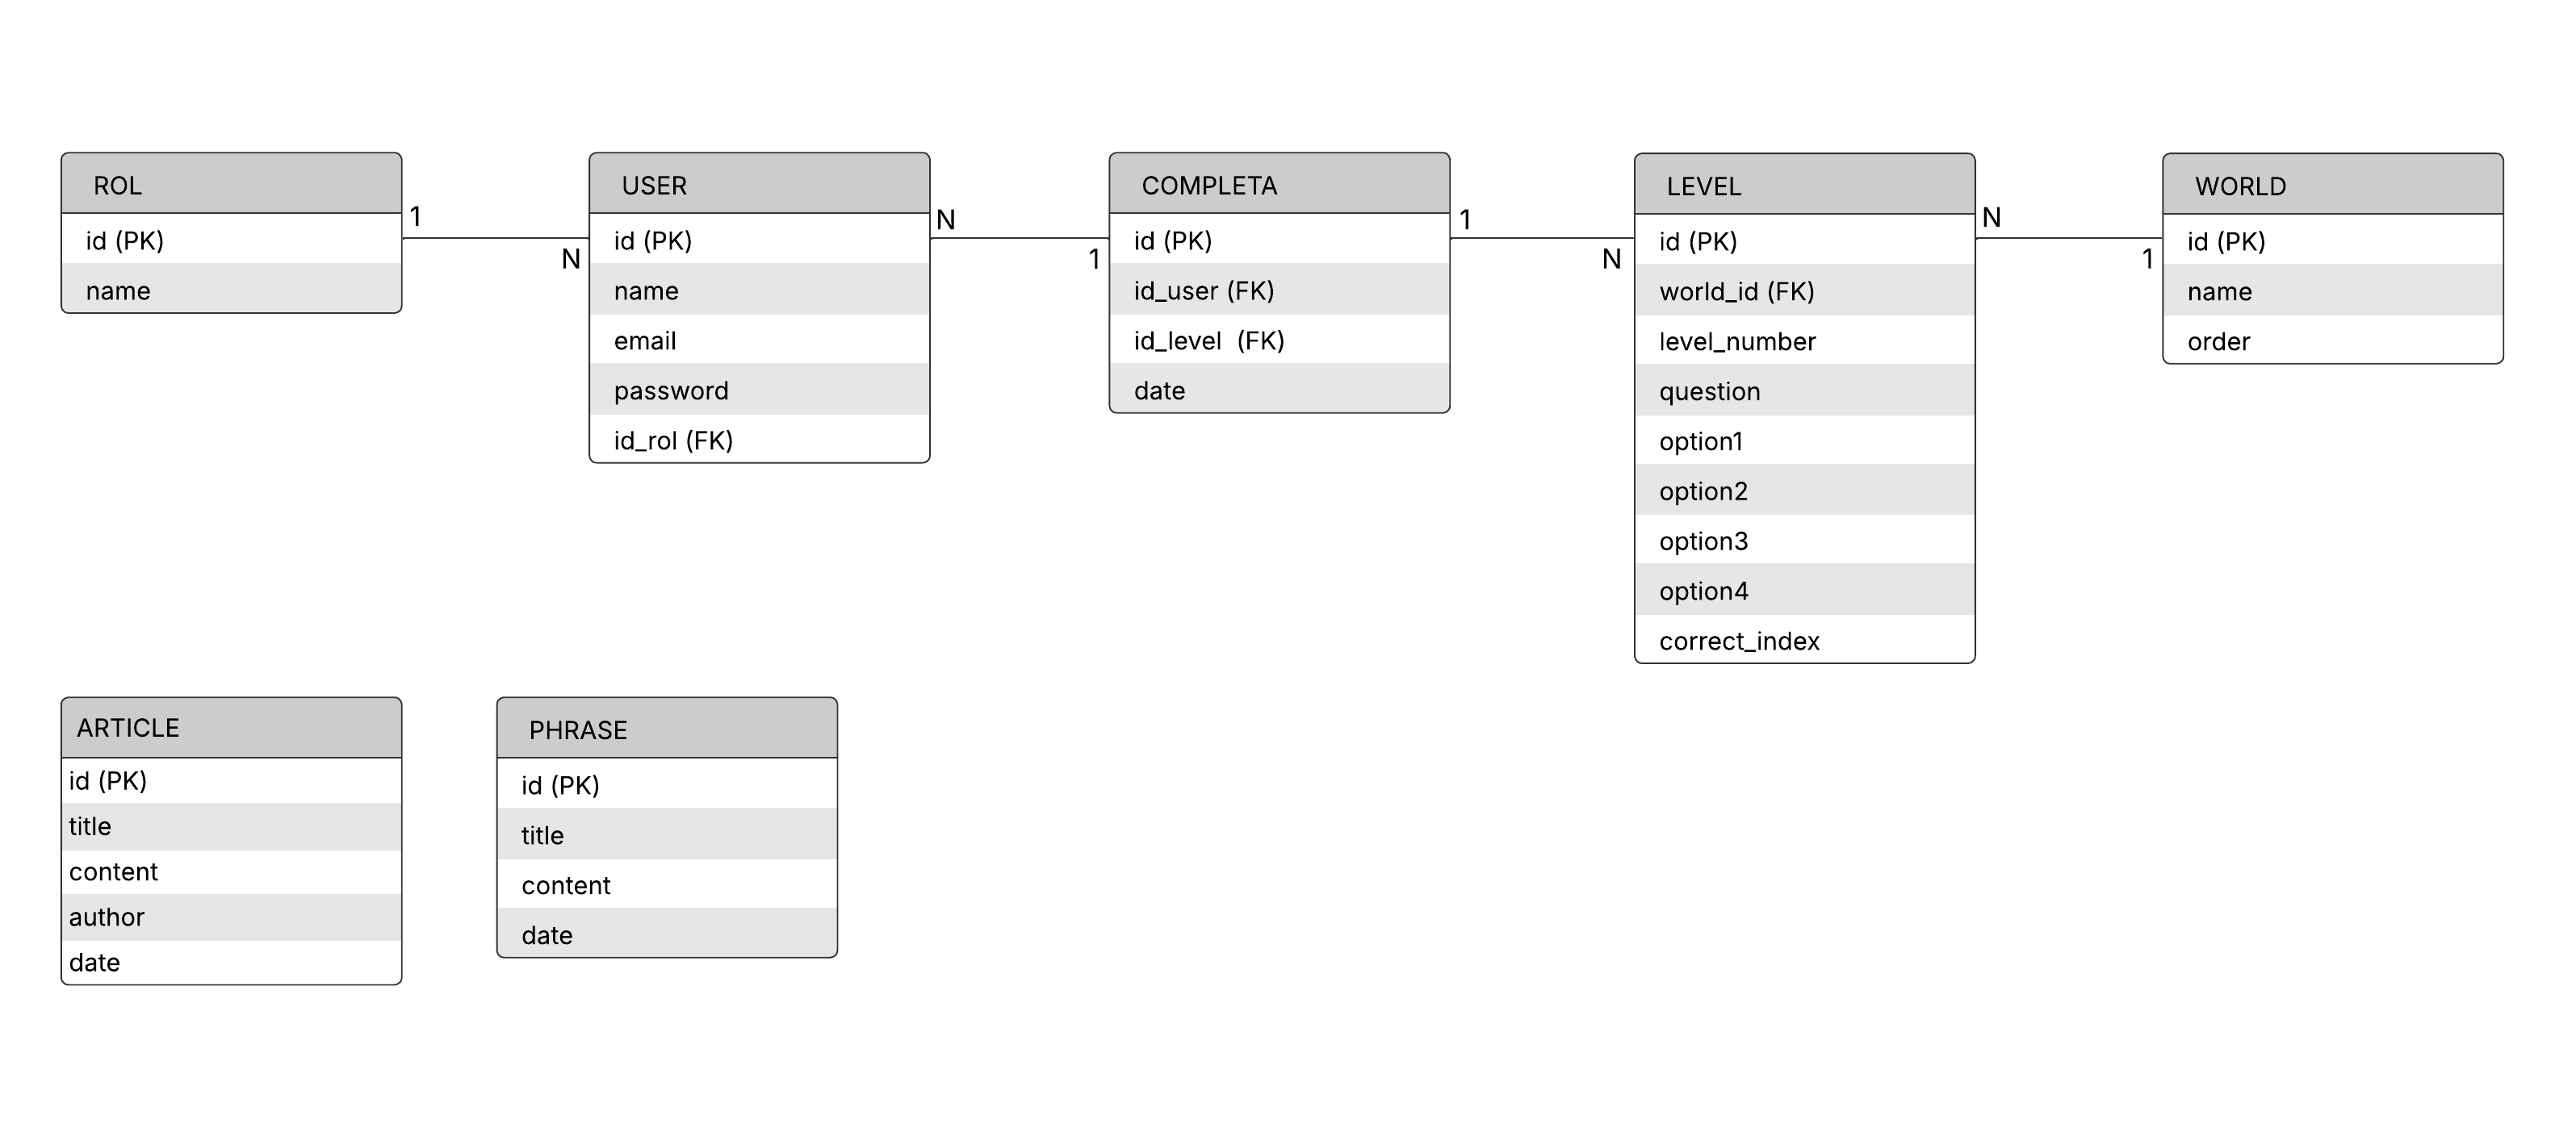 ROL
id (PK)
name
1
N
USER
id (PK)
name
email
password
id_rol (FK)
N
1
COMPLETA
id (PK)
id_user (FK)
id_level (FK)
date
1
N
LEVEL
id (PK)
world_id (FK)
level_number
question
option1
option2
option3
option4
correct_index
N
1
WORLD
id (PK)
name
order
ARTICLE
id (PK)
title
content
author
date
PHRASE
id (PK)
title
content
date